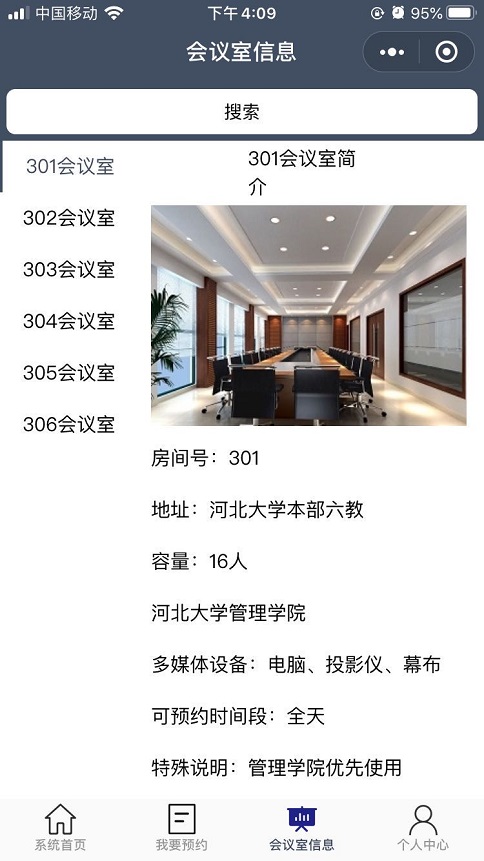 中国移动 下午4:09 95%
会议室信息
搜索
301会议室
302会议室
303会议室
304会议室
305会议室
306会议室
301会议室简
介
房间号：301
地址：河北大学本部六教
容量：16人
河北大学管理学院
多媒体设备：电脑、投影仪、幕布
可预约时间段：全天
特殊说明：管理学院优先使用
系统首页 我要预约 会议室信息 个人中心